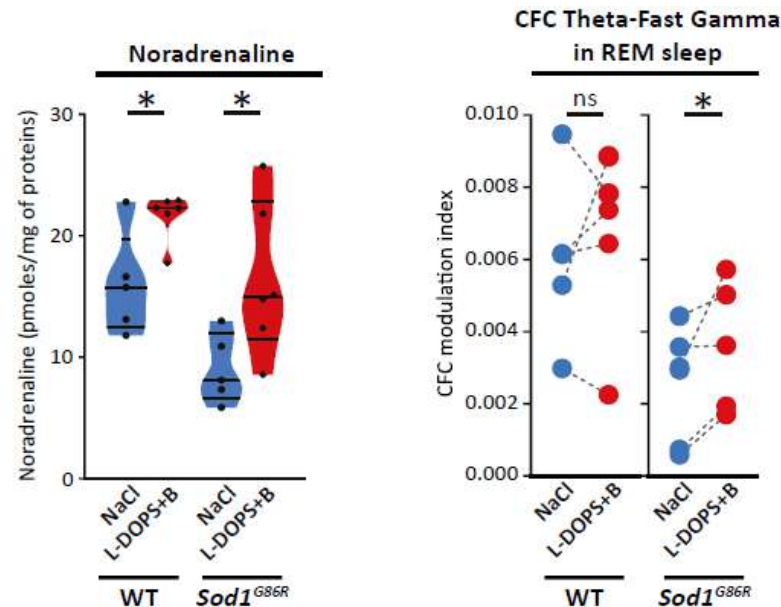 Noradrenaline
*
*
30
20
10
0
Noradrenaline (pmoles/mg of proteins)
NaCl
L-DOPS+B
NaCl
L-DOPS+B
WT
Sod1G86R
CFC Theta-Fast Gamma
in REM sleep
ns
*
0.010
0.008
0.006
0.004
0.002
0.000
CFC modulation index
NaCl
L-DOPS+B
NaCl
L-DOPS+B
WT
Sod1G86R